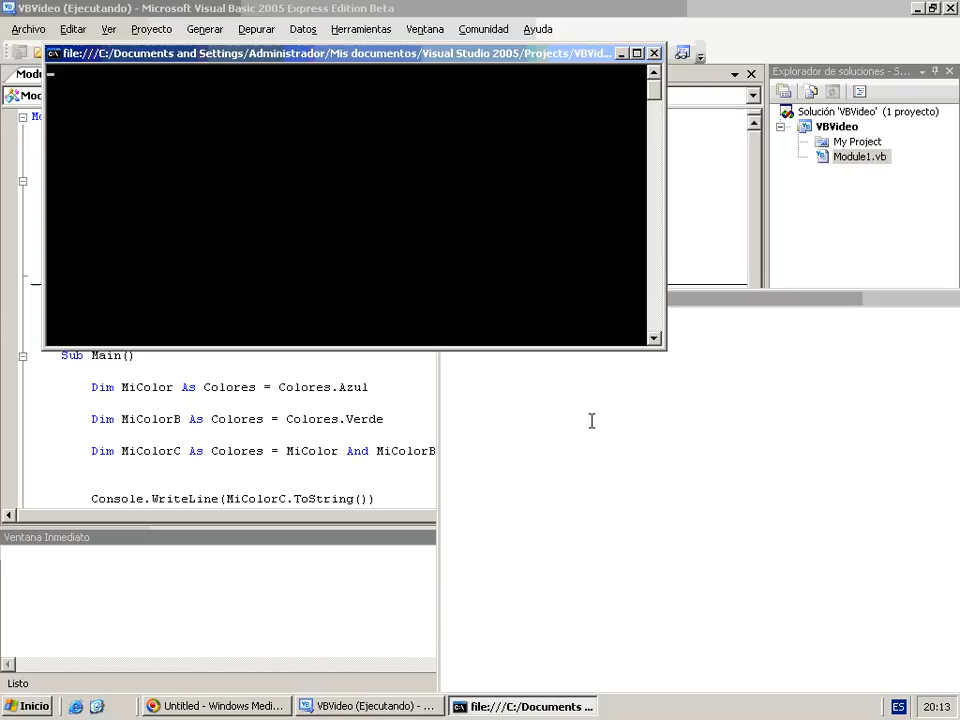 VBVideo (Ejecutando) - Microsoft Visual Basic 2005 Express Edition Beta
Archivo Editar Ver Proyecto Generar Depurar Datos Herramientas Ventana Comunidad Ayuda
file:///C:/Documents and Settings/Administrador/Mis documentos/Visual Studio 2005/Projects/VBVid...
Explorador de soluciones - S...
Solución 'VBVideo' (1 proyecto)
VBVideo
My Project
Module1.vb
Sub Main()
Dim MiColor As Colores = Colores.Azul
Dim MiColorB As Colores = Colores.Verde
Dim MiColorC As Colores = MiColor And MiColorB
Console.WriteLine(MiColorC.ToString())
Ventana Inmediato
Listo
Inicio
Untitled - Windows Medi...
VBVideo (Ejecutando) - ...
file:///C:/Documents ...
ES
20:13